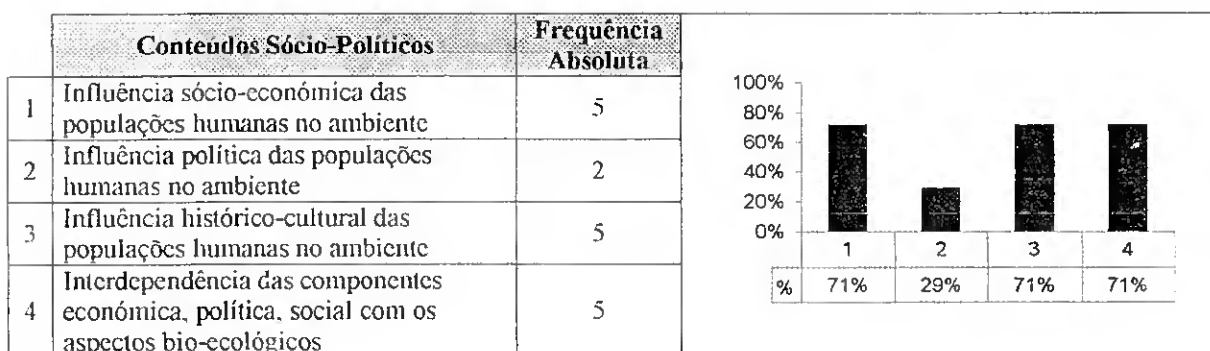 Conteúdos Sócio-Políticos
Frequência
Absoluta
1
Influência sócio-económica das
populações humanas no ambiente
5
2
Influência política das populações
humanas no ambiente
2
3
Influência histórico-cultural das
populações humanas no ambiente
5
4
Interdependência das componentes
económica, política, social com os
aspectos bio-ecológicos
5
100%
80%
60%
40%
20%
0%
1 2 3 4
% 71% 29% 71% 71%